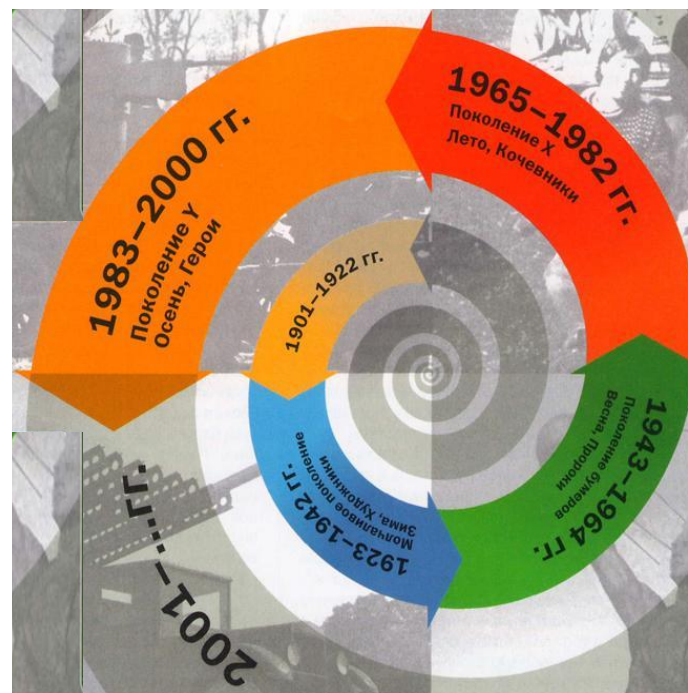 1965–1982 гг.
Поколение X
Лето, Кочевники
1983–2000 гг.
Поколение Y
Осень, Герои
1901–1922 гг.
1923–1942 гг.
Молчаливое поколение
Зима, Художники
1943–1964 гг.
Поколение бумеров
Весна, Пророки
2001–....гг.